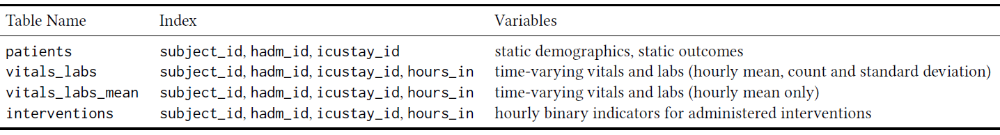 Table Name Index Variables
patients subject_id, hadm_id, icustay_id static demographics, static outcomes
vitals_labs subject_id, hadm_id, icustay_id, hours_in time-varying vitals and labs (hourly mean, count and standard deviation)
vitals_labs_mean subject_id, hadm_id, icustay_id, hours_in time-varying vitals and labs (hourly mean only)
interventions subject_id, hadm_id, icustay_id, hours_in hourly binary indicators for administered interventions